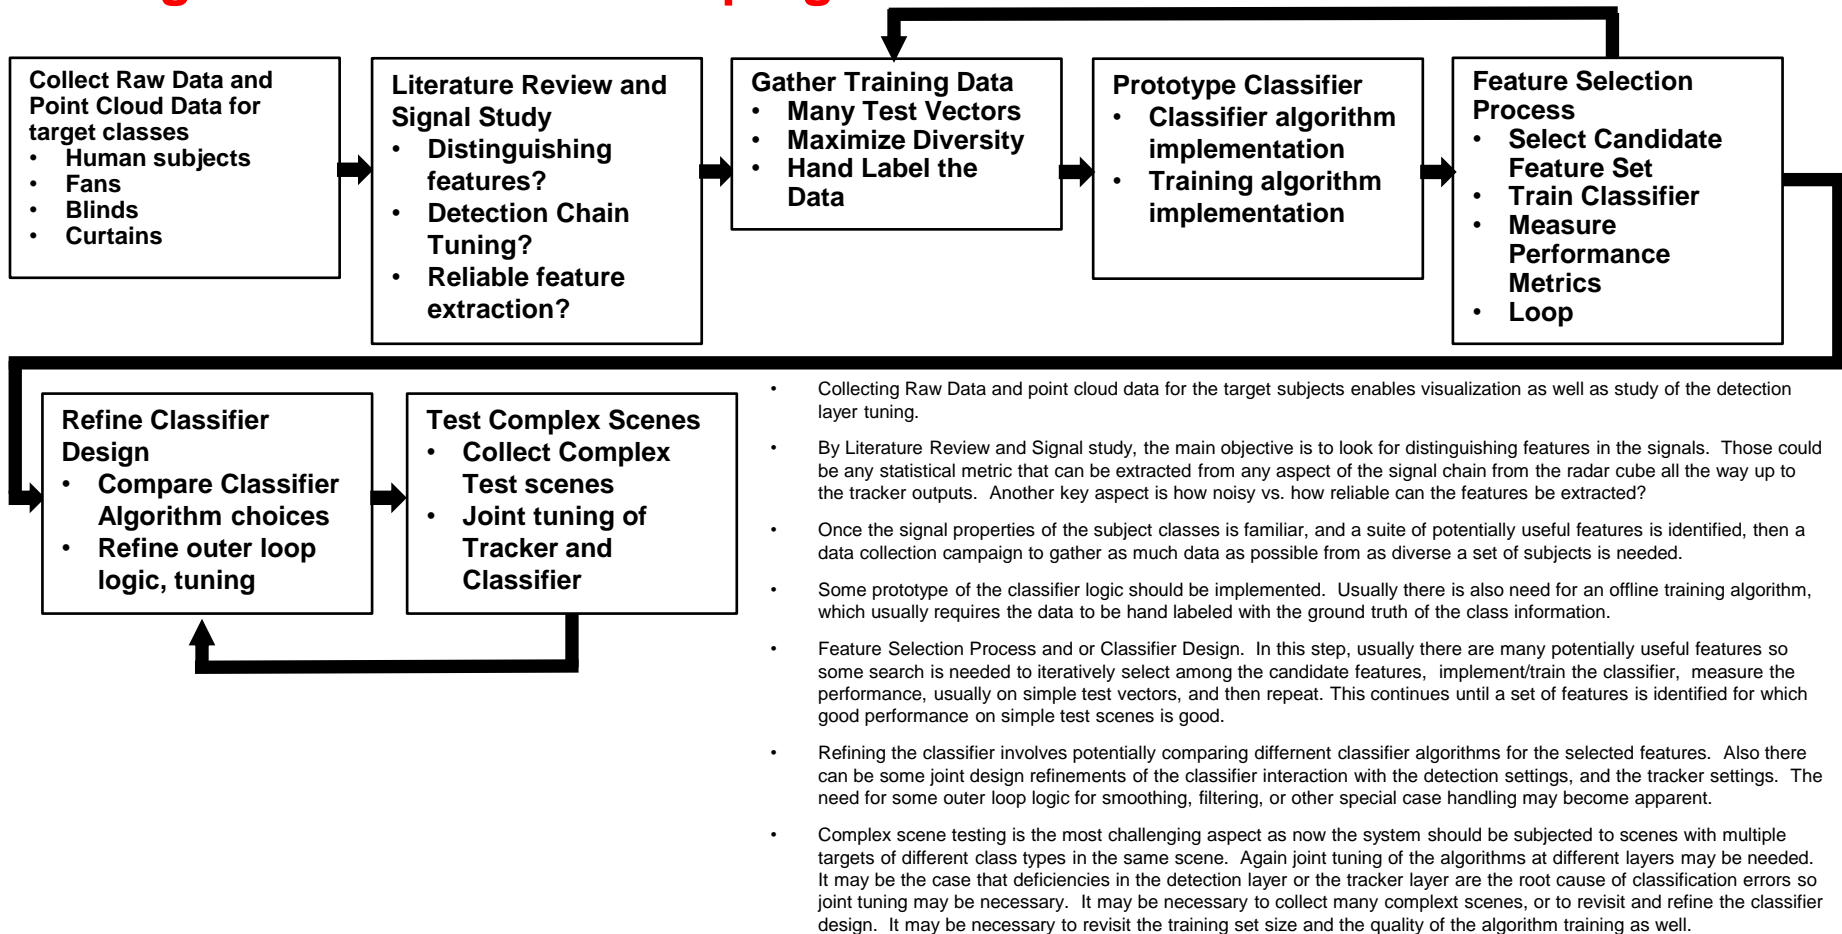 Collect Raw Data and
Point Cloud Data for
target classes
• Human subjects
• Fans
• Blinds
• Curtains
Literature Review and
Signal Study
• Distinguishing
features?
• Detection Chain
Tuning?
• Reliable feature
extraction?
Gather Training Data
• Many Test Vectors
• Maximize Diversity
• Hand Label the
Data
Prototype Classifier
• Classifier algorithm
implementation
• Training algorithm
implementation
Feature Selection
Process
• Select Candidate
Feature Set
• Train Classifier
• Measure
Performance
Metrics
• Loop
Refine Classifier
Design
• Compare Classifier
Algorithm choices
• Refine outer loop
logic, tuning
Test Complex Scenes
• Collect Complex
Test scenes
• Joint tuning of
Tracker and
Classifier
• Collecting Raw Data and point cloud data for the target subjects enables visualization as well as study of the detection
layer tuning.
• By Literature Review and Signal study, the main objective is to look for distinguishing features in the signals. Those could
be any statistical metric that can be extracted from any aspect of the signal chain from the radar cube all the way up to
the tracker outputs. Another key aspect is how noisy vs. how reliable can the features be extracted?
• Once the signal properties of the subject classes is familiar, and a suite of potentially useful features is identified, then a
data collection campaign to gather as much data as possible from as diverse a set of subjects is needed.
• Some prototype of the classifier logic should be implemented. Usually there is also need for an offline training algorithm,
which usually requires the data to be hand labeled with the ground truth of the class information.
• Feature Selection Process and or Classifier Design. In this step, usually there are many potentially useful features so
some search is needed to iteratively select among the candidate features, implement/train the classifier, measure the
performance, usually on simple test vectors, and then repeat. This continues until a set of features is identified for which
good performance on simple test scenes is good.
• Refining the classifier involves potentially comparing differnent classifier algorithms for the selected features. Also there
can be some joint design refinements of the classifier interaction with the detection settings, and the tracker settings. The
need for some outer loop logic for smoothing, filtering, or other special case handling may become apparent.
• Complex scene testing is the most challenging aspect as now the system should be subjected to scenes with multiple
targets of different class types in the same scene. Again joint tuning of the algorithms at different layers may be needed.
It may be the case that deficiencies in the detection layer or the tracker layer are the root cause of classification errors so
joint tuning may be necessary. It may be necessary to collect many complext scenes, or to revisit and refine the classifier
design. It may be necessary to revisit the training set size and the quality of the algorithm training as well.